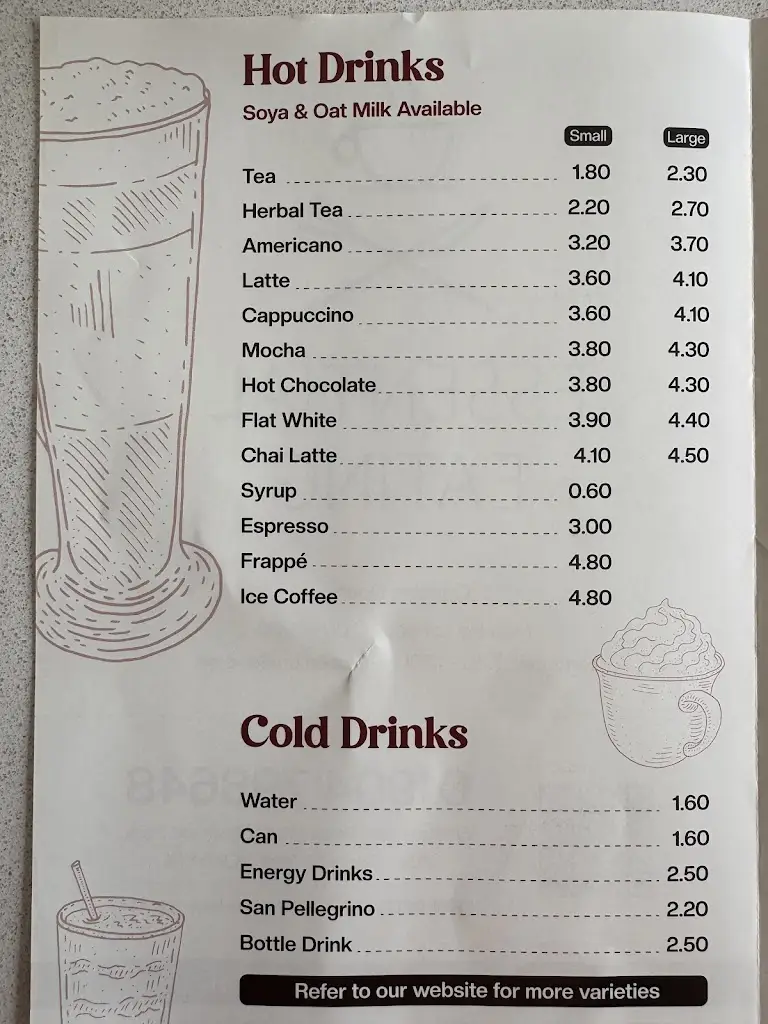 Hot Drinks
Soya & Oat Milk Available
Small Large
Tea 1.80 2.30
Herbal Tea 2.20 2.70
Americano 3.20 3.70
Latte 3.60 4.10
Cappuccino 3.60 4.10
Mocha 3.80 4.30
Hot Chocolate 3.80 4.30
Flat White 3.90 4.40
Chai Latte 4.10 4.50
Syrup 0.60
Espresso 3.00
Frappé 4.80
Ice Coffee 4.80
Cold Drinks
Water 1.60
Can 1.60
Energy Drinks 2.50
San Pellegrino 2.20
Bottle Drink 2.50
Refer to our website for more varieties